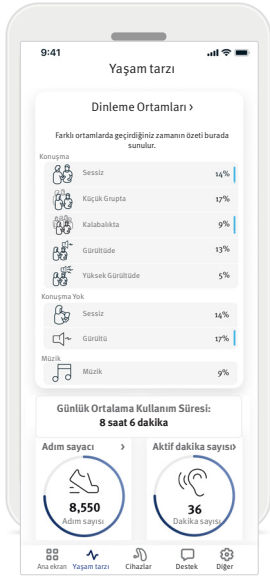 9:41
Yaşam tarzı
Dinleme Ortamları >
Farklı ortamlarda geçirdiğiniz zamanın özeti burada
sunulur.
Konuşma
Sessiz 14%
Küçük Grupta 17%
Kalabalıkta 9%
Gürültüde 13%
Yüksek Gürültüde 5%
Konuşma Yok
Sessiz 14%
Gürültü 17%
Müzik
Müzik 9%
Günlük Ortalama Kullanım Süresi:
8 saat 6 dakika
Adım sayacı > Aktif dakika sayısı>
8,550 36
Adım sayısı Dakika sayısı
Ana ekran Yaşam tarzı Cihazlar Destek Diğer